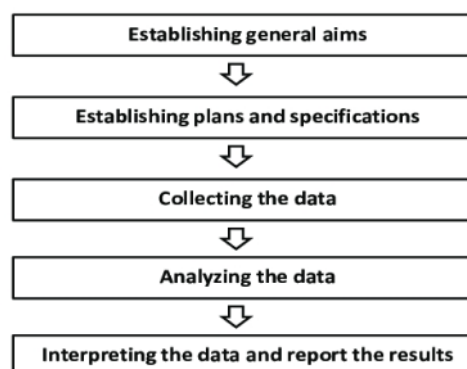 Establishing general aims
Establishing plans and specifications
Collecting the data
Analyzing the data
Interpreting the data and report the results